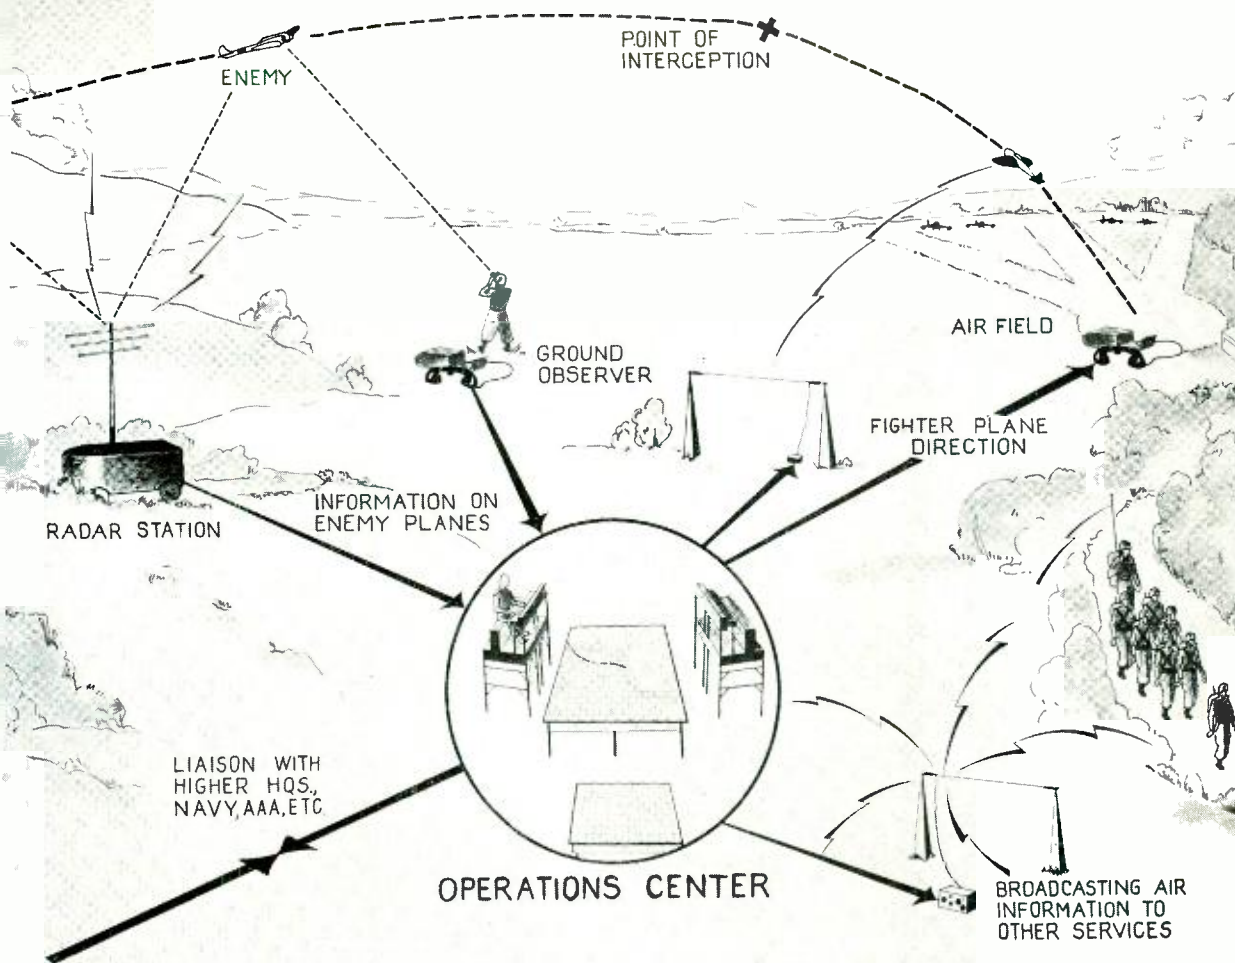 POINT OF
INTERCEPTION
ENEMY
AIR FIELD
GROUND
OBSERVER
FIGHTER PLANE
DIRECTION
INFORMATION ON
ENEMY PLANES
RADAR STATION
LIAISON WITH
HIGHER HQS.,
NAVY, AAA, ETC
OPERATIONS CENTER
BROADCASTING AIR
INFORMATION TO
OTHER SERVICES